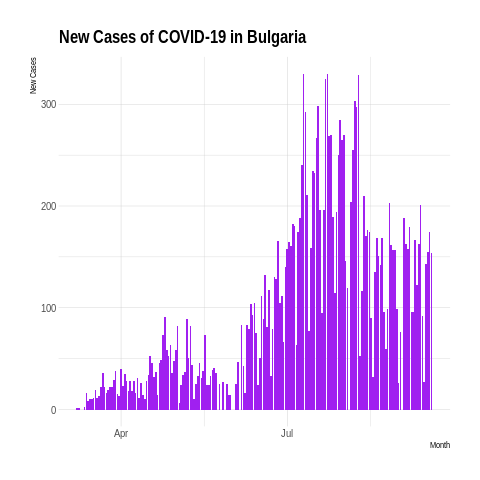 New Cases of COVID-19 in Bulgaria
New Cases
300
200
100
0
Apr
Jul
Month